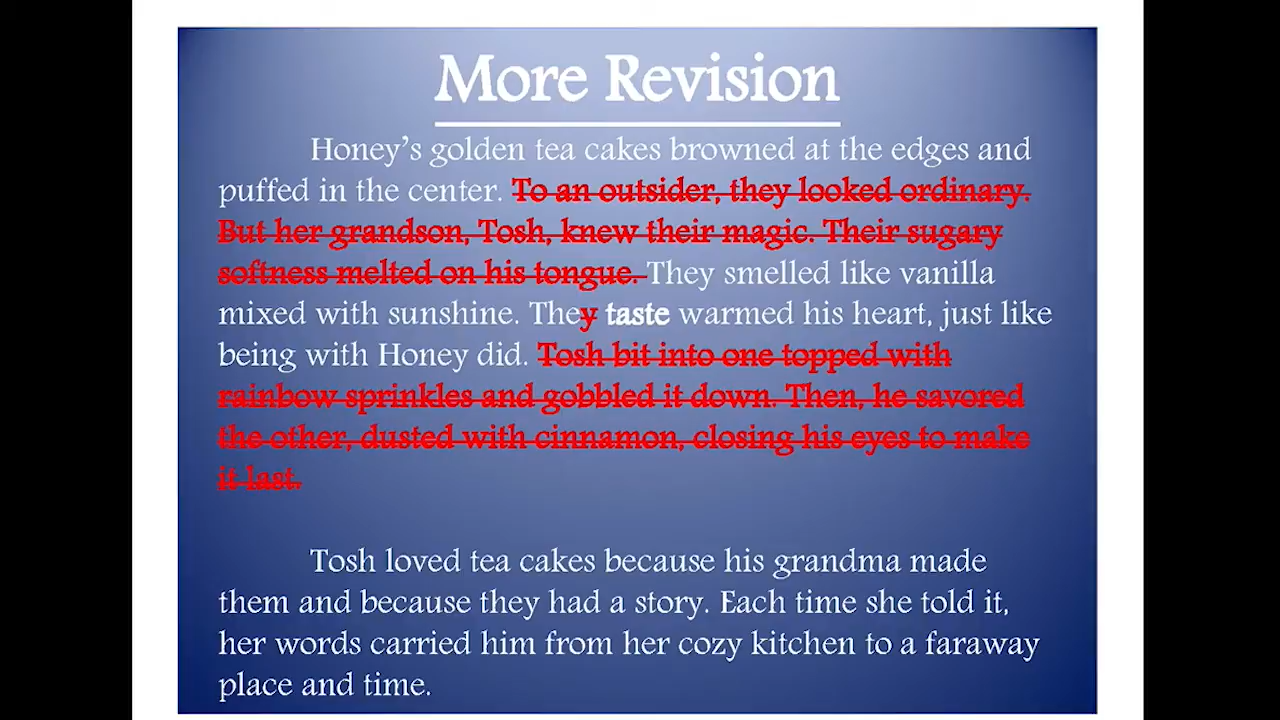 More Revision
Honey's golden tea cakes browned at the edges and
puffed in the center. To an outsider, they looked ordinary.
But her grandson, Tosh, knew their magic. Their sugary
softness melted on his tongue. They smelled like vanilla
mixed with sunshine. They taste warmed his heart, just like
being with Honey did. Tosh bit into one topped with
rainbow sprinkles and gobbled it down. Then, he savored
the other, dusted with cinnamon, closing his eyes to make
it last.
Tosh loved tea cakes because his grandma made
them and because they had a story. Each time she told it,
her words carried him from her cozy kitchen to a faraway
place and time.